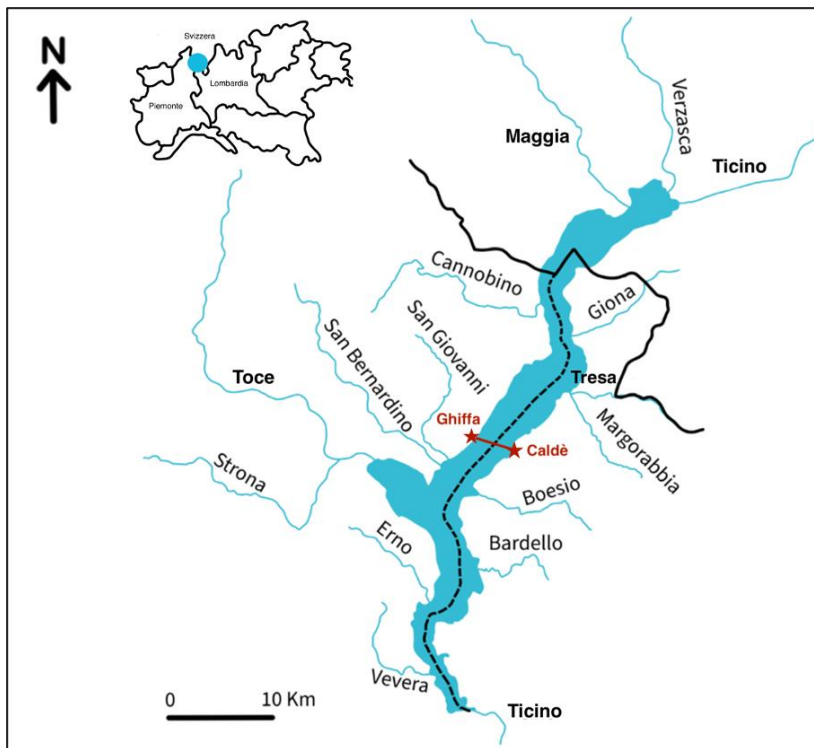 Svizzera
N
Lombardia
Piemonte
Verzasca
Maggia
Ticino
Cannobino
Giona
San Giovanni
San Bernardino
Toce
Tresa
Ghiffa
Caldè
Margorabbia
Strona
Boesio
Erno
Bardello
Vevera
0 10 Km
Ticino